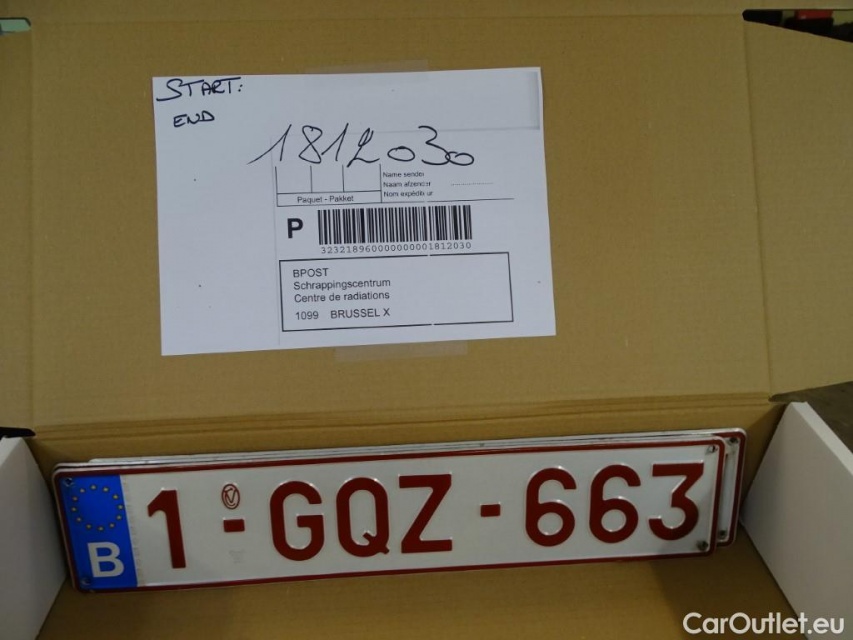 START:
END
1812030
Name sender
Naam afzender
Nom expéditeur
Paquet - Pakket
P
3232189600000000001812030
BPOST
Schrappingscentrum
Centre de radiations
1099 BRUSSEL X
B 1-GQZ-663
CarOutlet.eu